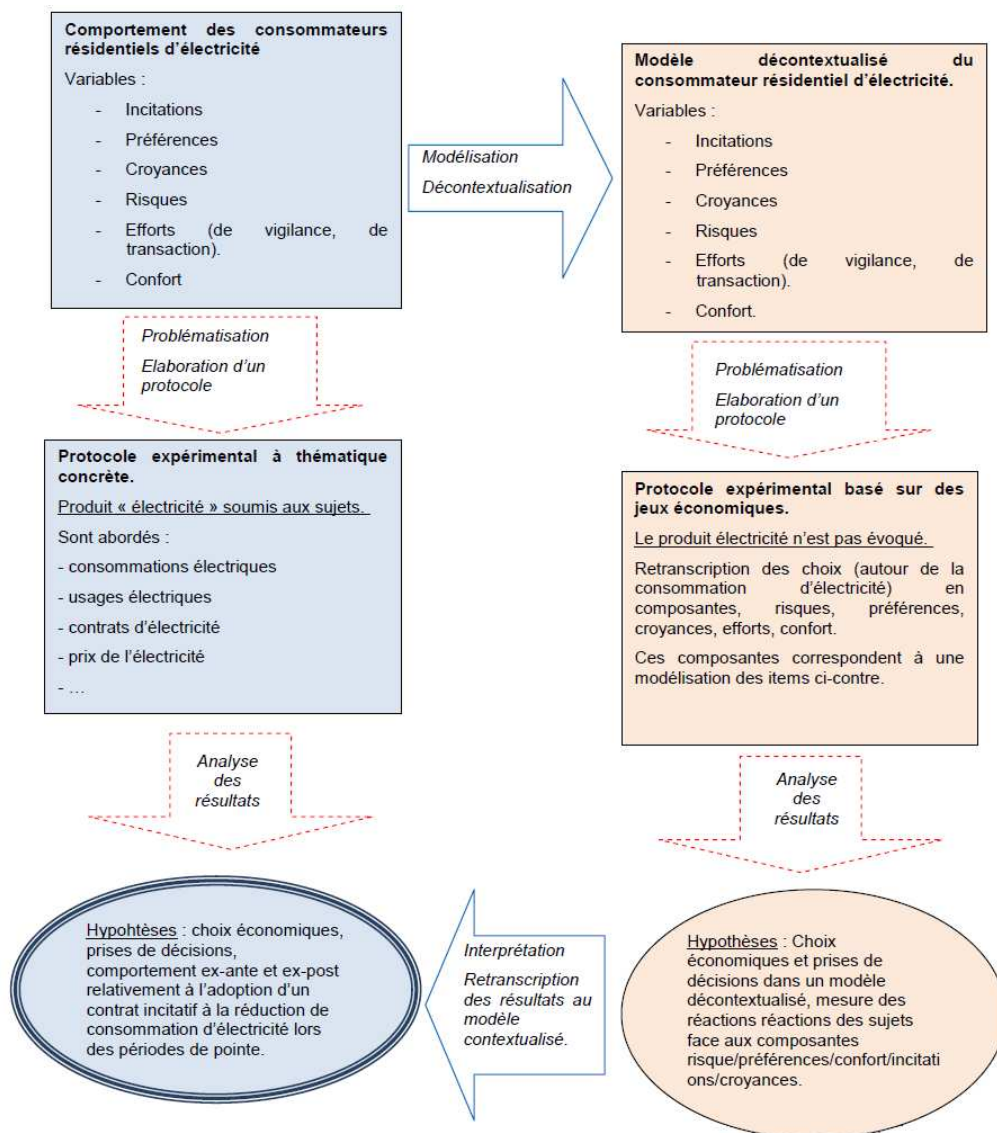 Comportement des consommateurs
résidentiels d'électricité
Variables :
- Incitations
- Préférences
- Croyances
- Risques
- Efforts (de vigilance, de
transaction).
- Confort
Modélisation
Décontextualisation
Modèle décontextualisé du
consommateur résidentiel d'électricité.
Variables :
- Incitations
- Préférences
- Croyances
- Risques
- Efforts (de vigilance, de
transaction).
- Confort.
Problématisation
Elaboration d'un
protocole
Problématisation
Elaboration d'un
protocole
Protocole expérimental à thématique
concrète.
Produit « électricité » soumis aux sujets.
Sont abordés :
- consommations électriques
- usages électriques
- contrats d'électricité
- prix de l'électricité
- …
Protocole expérimental basé sur des
jeux économiques.
Le produit électricité n'est pas évoqué.
Retranscription des choix (autour de la
consommation d'électricité) en
composantes, risques, préférences,
croyances, efforts, confort.
Ces composantes correspondent à une
modélisation des items ci-contre.
Analyse
des
résultats
Analyse
des
résultats
Hypohtèses : choix économiques,
prises de décisions,
comportement ex-ante et ex-post
relativement à l'adoption d'un
contrat incitatif à la réduction de
consommation d'électricité lors
des périodes de pointe.
Interprétation
Retranscription
des résultats au
modèle
contextualisé.
Hypothèses : Choix
économiques et prises de
décisions dans un modèle
décontextualisé, mesure des
réactions réactions des sujets
face aux composantes
risque/préférences/confort/incitati
ons/croyances.